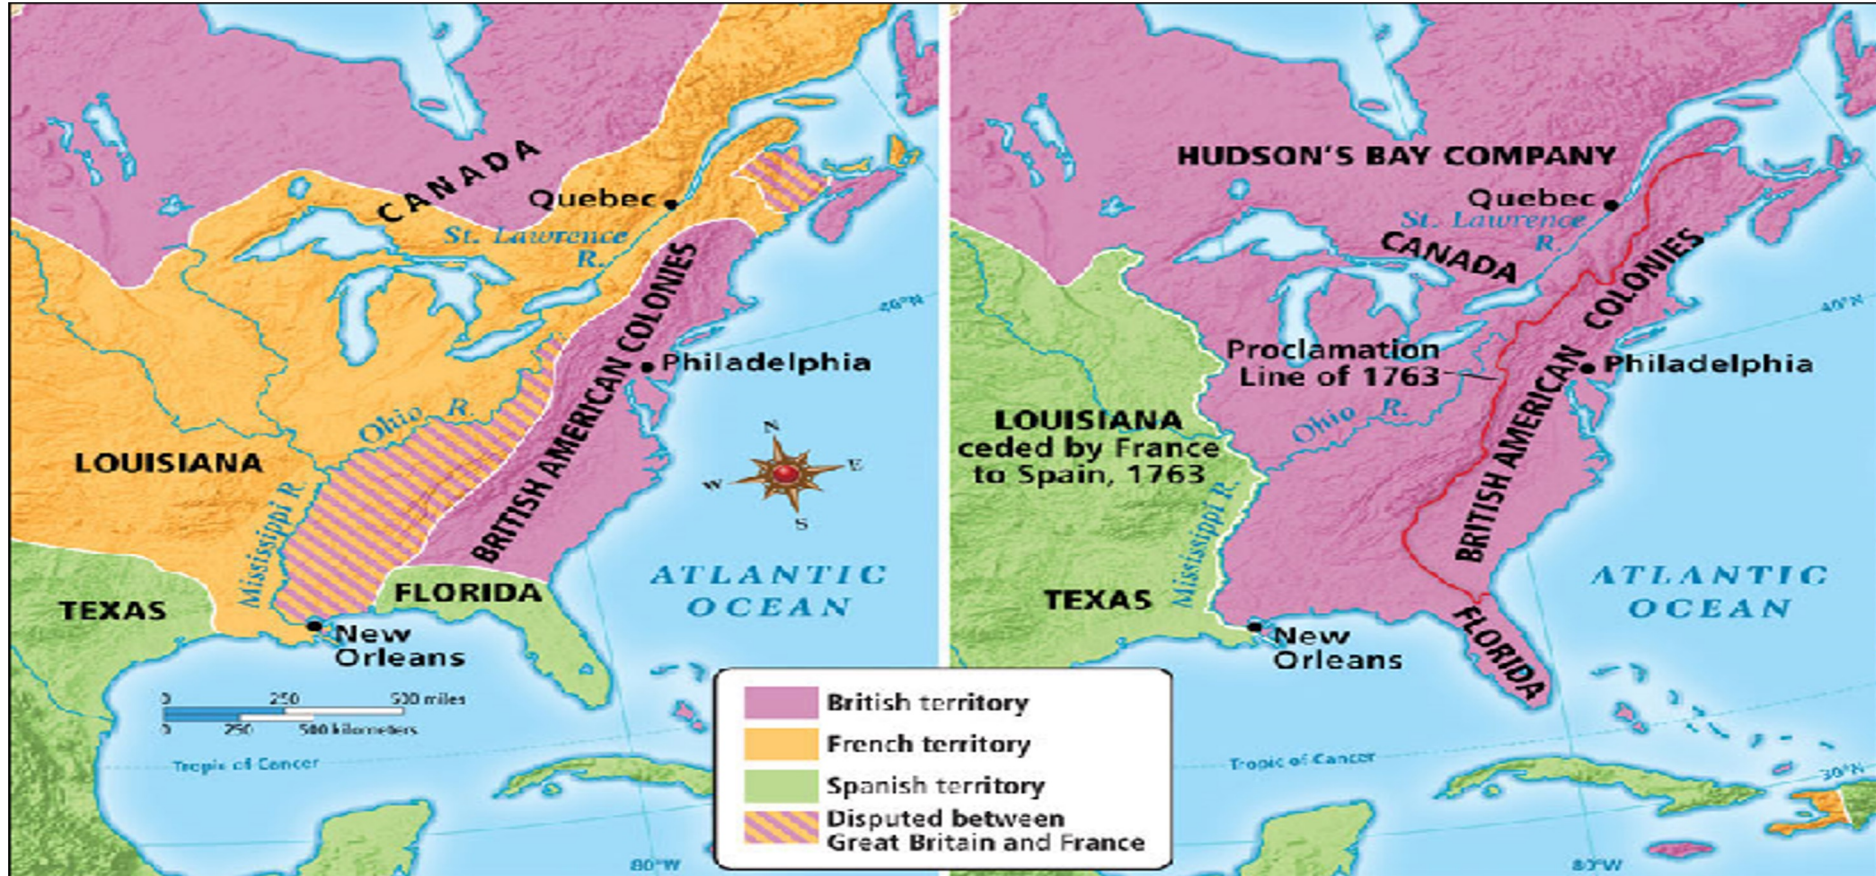 CANADA
Quebec
St. Lawrence
R.
BRITISH AMERICAN COLONIES
Philadelphia
Ohio R.
LOUISIANA
Mississippi R.
TEXAS
FLORIDA
New
Orleans
ATLANTIC
OCEAN
40°N
N
W
E
S
0 250 500 miles
0 250 500 kilometers
Tropic of Cancer
80°W
HUDSON'S BAY COMPANY
Quebec
St. Lawrence
R.
CANADA
BRITISH AMERICAN COLONIES
Proclamation
Line of 1763
Philadelphia
40°N
Ohio R.
LOUISIANA
ceded by France
to Spain, 1763
Mississippi R.
TEXAS
New
Orleans
FLORIDA
ATLANTIC
OCEAN
Tropic of Cancer
30°N
80°W
British territory
French territory
Spanish territory
Disputed between
Great Britain and France